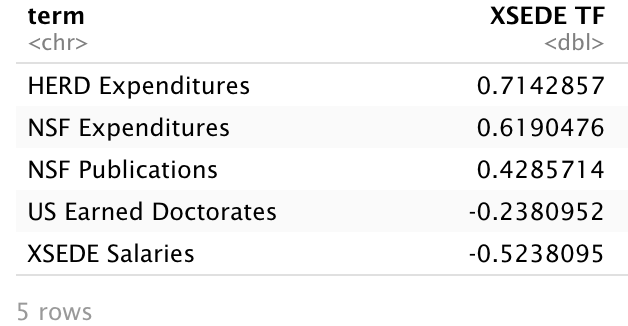 term XSEDE TF
<chr> <dbl>
HERD Expenditures 0.7142857
NSF Expenditures 0.6190476
NSF Publications 0.4285714
US Earned Doctorates -0.2380952
XSEDE Salaries -0.5238095
5 rows